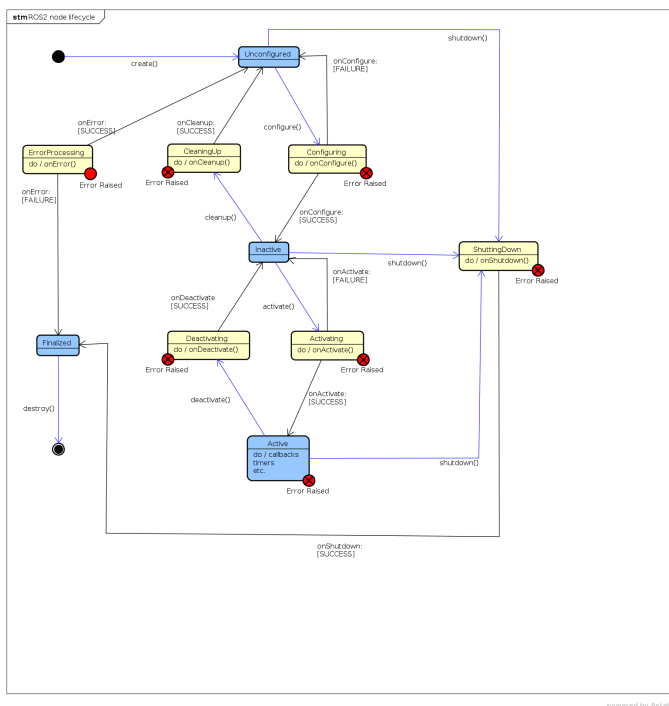 stm ROS2 node lifecycle
shutdown()
Unconfigured
create()
onConfigure:
[FAILURE]
onError:
[SUCCESS]
onCleanup:
[SUCCESS]
configure()
ErrorProcessing
do / onError()
CleaningUp
do / onCleanup()
Configuring
do / onConfigure()
Error Raised
Error Raised
Error Raised
onError:
[FAILURE]
cleanup()
onConfigure:
[SUCCESS]
Inactive
ShuttingDown
do / onShutdown()
shutdown()
onActivate:
[FAILURE]
Error Raised
onDeactivate
[SUCCESS]
activate()
Finalized
Deactivating
do / onDeactivate()
Activating
do / onActivate()
Error Raised
Error Raised
destroy()
deactivate()
onActivate:
[SUCCESS]
Active
do / callbacks
timers
etc.
shutdown()
Error Raised
onShutdown:
[SUCCESS]
powered by